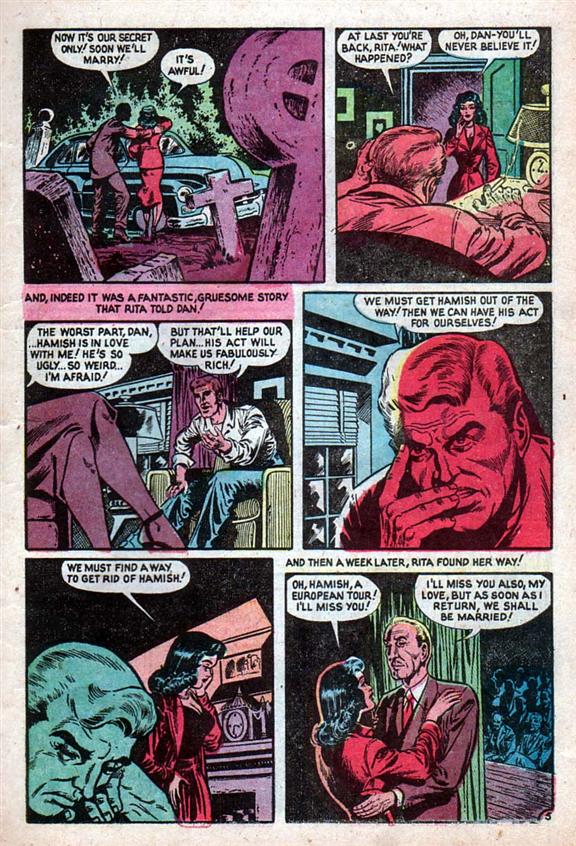 NOW IT'S OUR SECRET
ONLY! SOON WE'LL
MARRY!
IT'S
AWFUL!
AT LAST YOU'RE
BACK, RITA! WHAT
HAPPENED?
OH, DAN-YOU'LL
NEVER BELIEVE IT!
AND, INDEED IT WAS A FANTASTIC, GRUESOME STORY
THAT RITA TOLD DAN!
THE WORST PART, DAN,
...HAMISH IS IN LOVE
WITH ME! HE'S SO
UGLY...SO WEIRD...
I'M AFRAID!
BUT THAT'LL HELP OUR
PLAN...HIS ACT WILL
MAKE US FABULOUSLY
RICH!
WE MUST GET HAMISH OUT OF THE
WAY! THEN WE CAN HAVE HIS ACT
FOR OURSELVES!
WE MUST FIND A WAY
TO GET RID OF HAMISH!
AND THEN A WEEK LATER, RITA FOUND HER WAY!
OH, HAMISH, A
EUROPEAN TOUR!
I'LL MISS YOU!
I'LL MISS YOU ALSO, MY
LOVE, BUT AS SOON AS I
RETURN, WE SHALL
BE MARRIED!
5